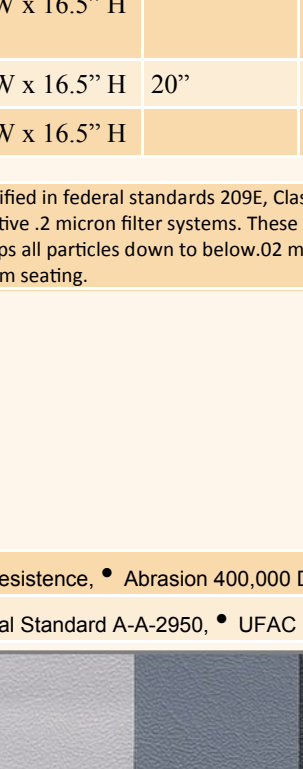 W x 16.5” H
W x 16.5” H 20”
W x 16.5” H
ified in federal standards 209E, Clas
tive .2 micron filter systems. These
ps all particles down to below.02 m
m seating.
esistence, • Abrasion 400,000 D
al Standard A-A-2950, • UFAC